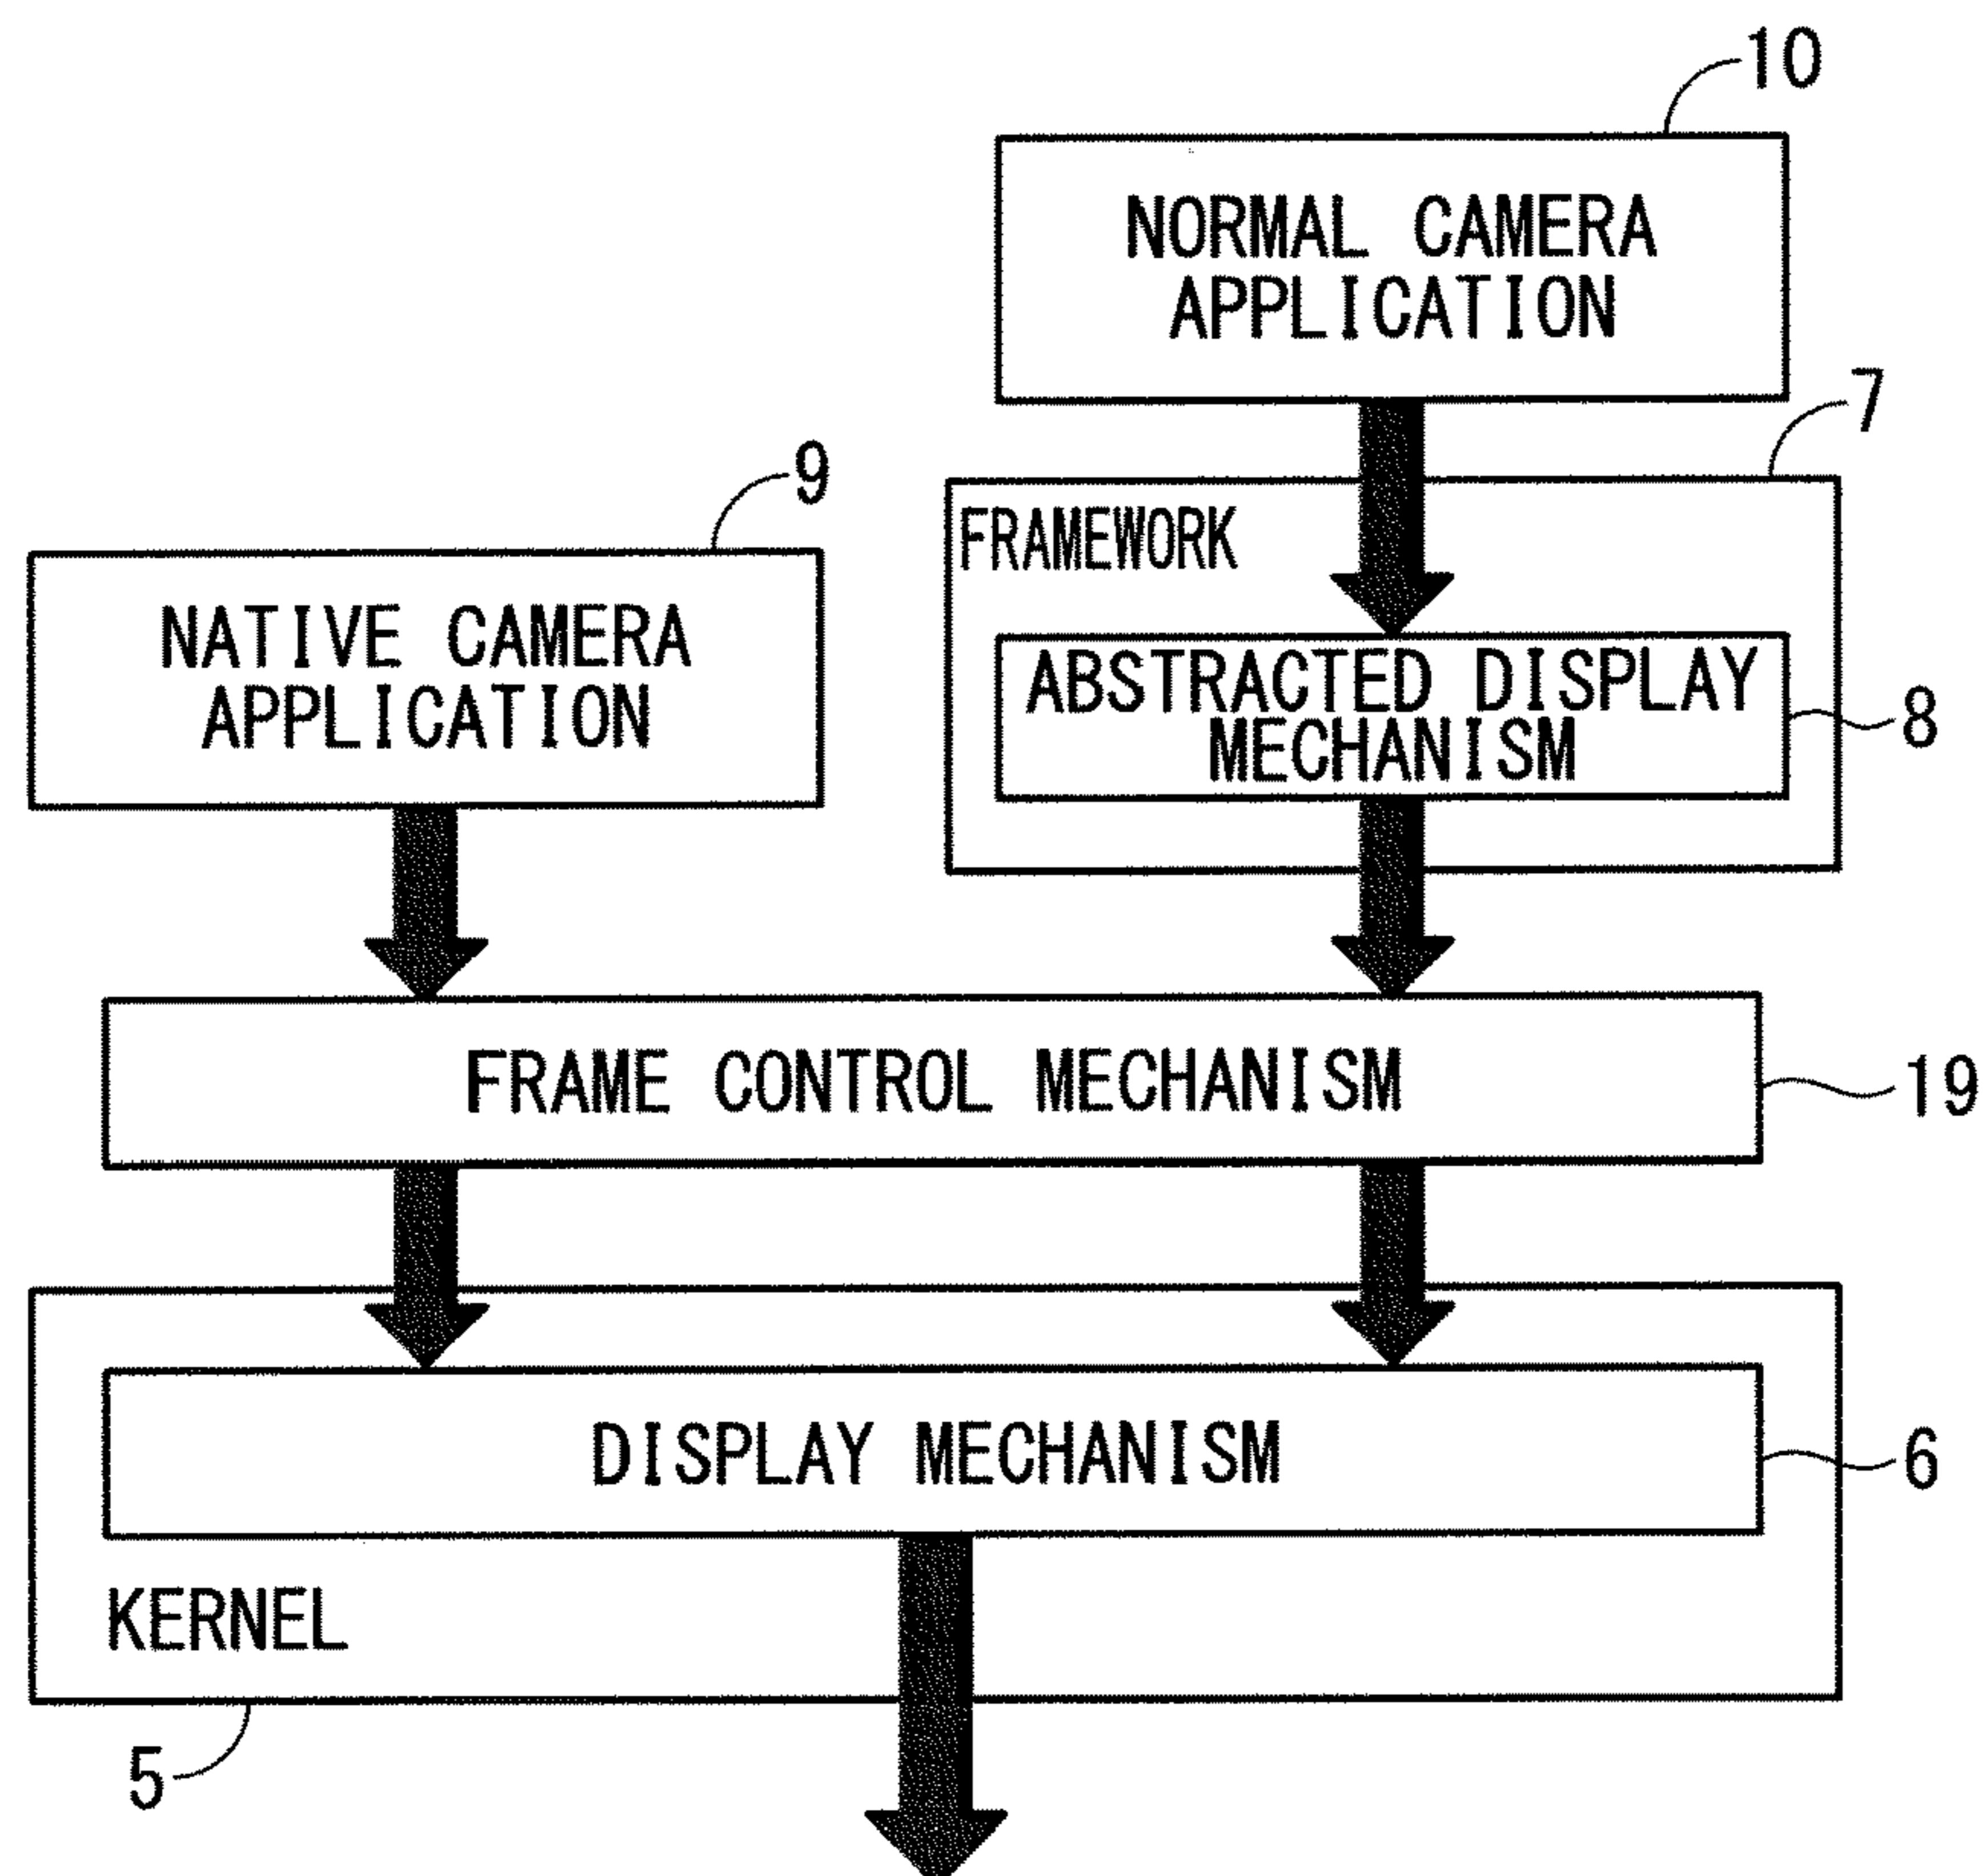 10
NORMAL CAMERA
APPLICATION
7
FRAMEWORK
9
NATIVE CAMERA
APPLICATION
ABSTRACTED DISPLAY
MECHANISM
8
FRAME CONTROL MECHANISM
19
DISPLAY MECHANISM
6
KERNEL
5